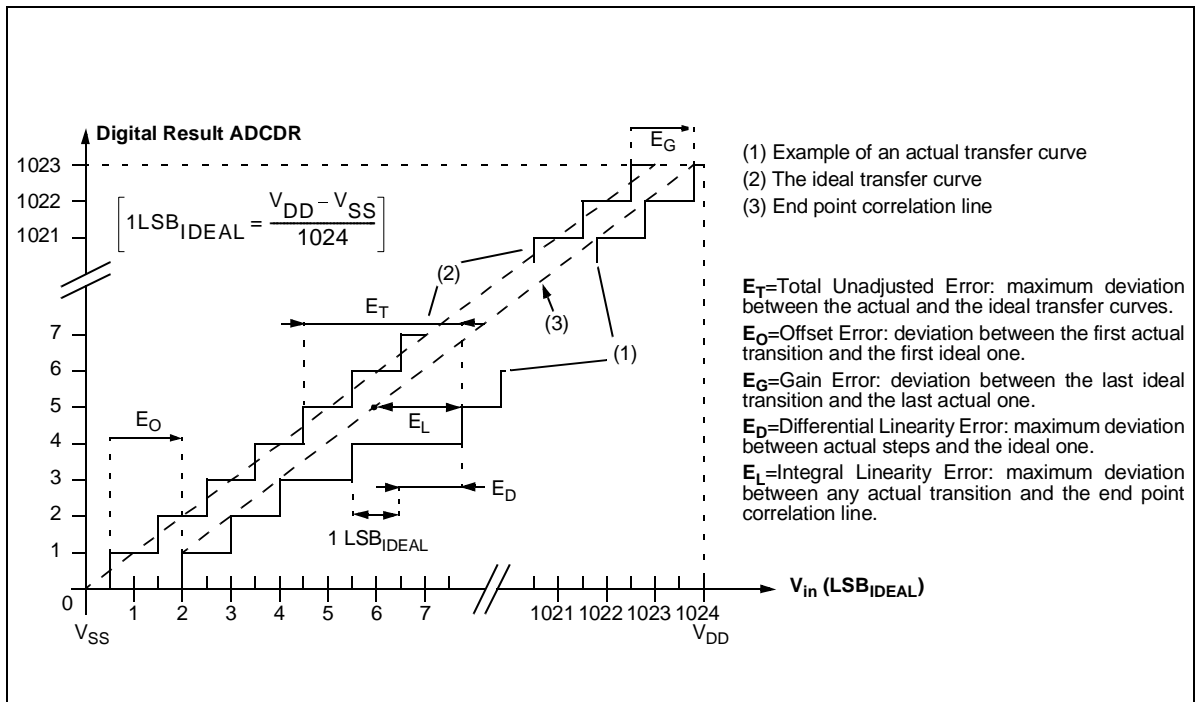 Digital Result ADCDR
1023
1022
1021
7
6
5
4
3
2
1
0
1LSB_IDEAL = (V_DD – V_SS) / 1024
E_G
(2)
E_T
(3)
(1)
E_O
E_L
E_D
1 LSB_IDEAL
1 2 3 4 5 6 7 1021 1022 1023 1024
V_SS
V_DD
V_in (LSB_IDEAL)
(1) Example of an actual transfer curve
(2) The ideal transfer curve
(3) End point correlation line
E_T=Total Unadjusted Error: maximum deviation
between the actual and the ideal transfer curves.
E_O=Offset Error: deviation between the first actual
transition and the first ideal one.
E_G=Gain Error: deviation between the last ideal
transition and the last actual one.
E_D=Differential Linearity Error: maximum deviation
between actual steps and the ideal one.
E_L=Integral Linearity Error: maximum deviation
between any actual transition and the end point
correlation line.